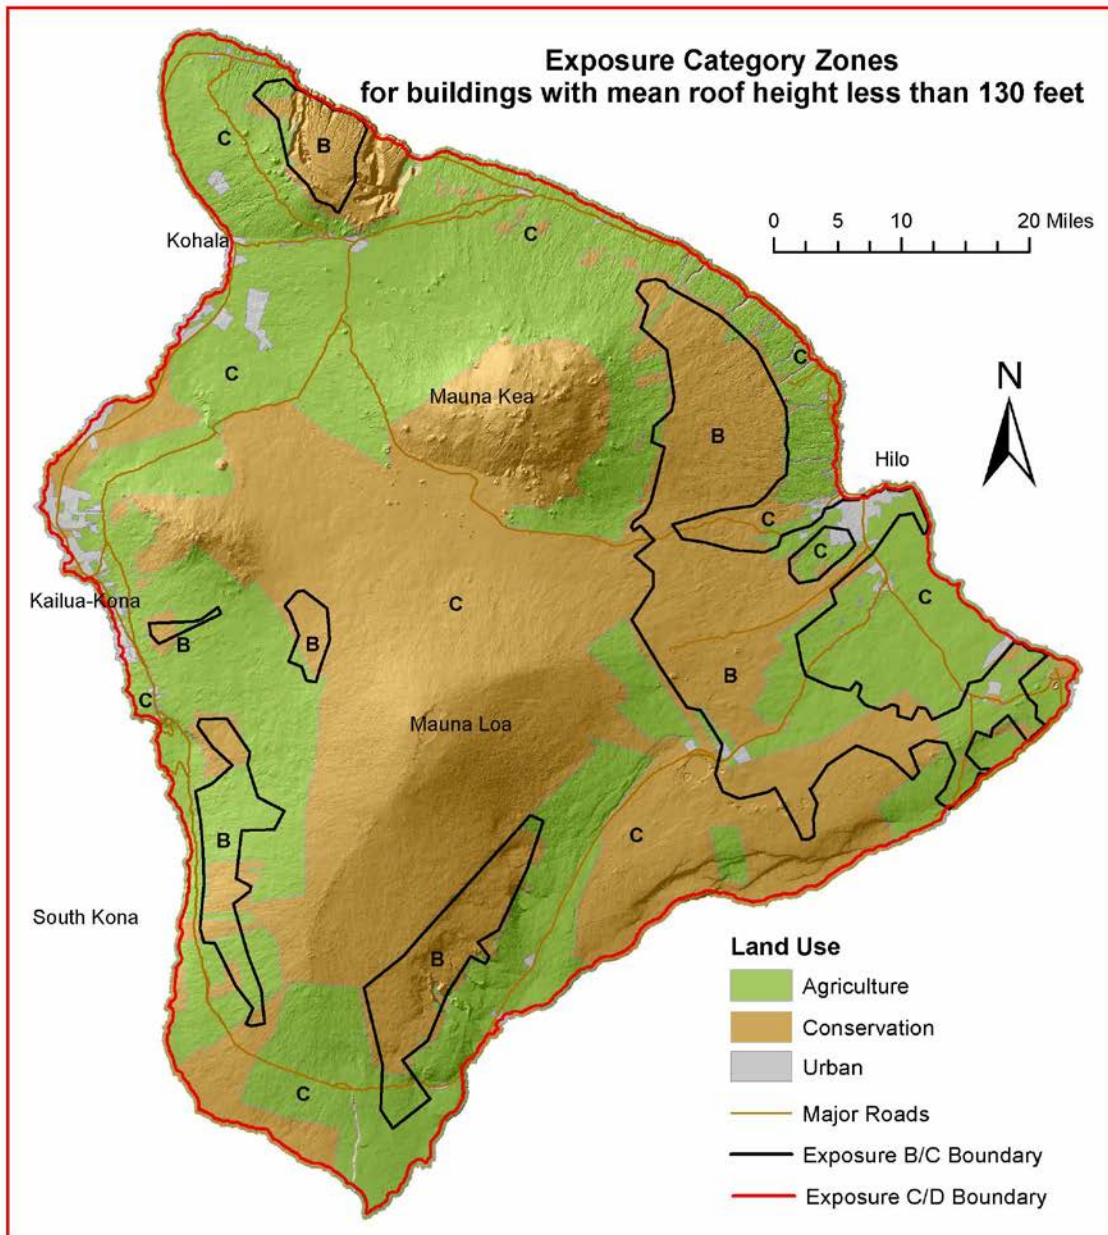 Exposure Category Zones
for buildings with mean roof height less than 130 feet
C
B
0 5 10 20 Miles
Kohala
C
C
C
N
Mauna Kea
B
Hilo
C
C
Kailua-Kona
C
C
B
B
B
C
Mauna Loa
B
C
South Kona
B
C
Land Use
Agriculture
Conservation
Urban
Major Roads
Exposure B/C Boundary
Exposure C/D Boundary